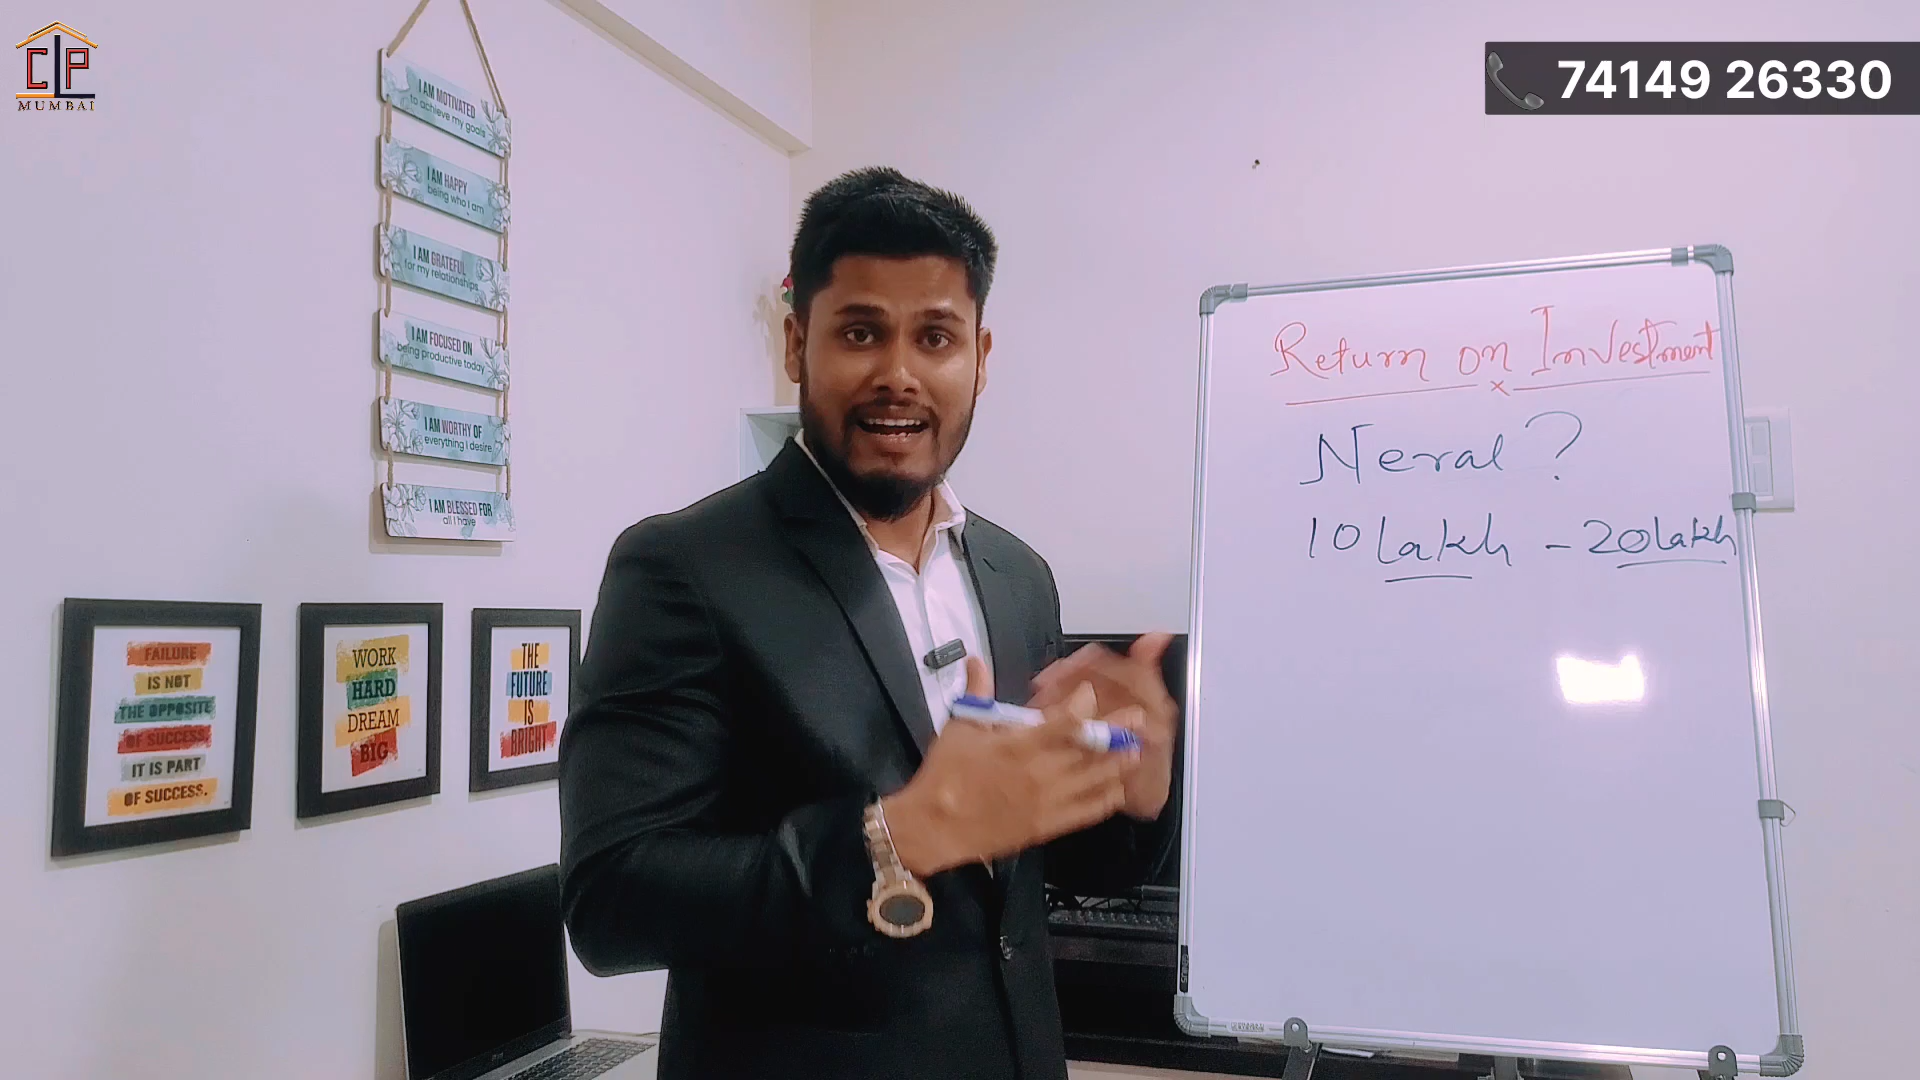 CLP
MUMBAI
74149 26330
I AM MOTIVATED
to achieve my goals
I AM HAPPY
being who I am
I AM GRATEFUL
for my relationships
I AM FOCUSED ON
being productive today
I AM WORTHY OF
everything I desire
I AM BLESSED FOR
all I have
FAILURE
IS NOT
THE OPPOSITE
OF SUCCESS.
IT IS PART
OF SUCCESS.
WORK
HARD
DREAM
BIG
THE
FUTURE
IS
BRIGHT
Return on Investment
x
Neral ?
10 Lakh - 20 Lakh